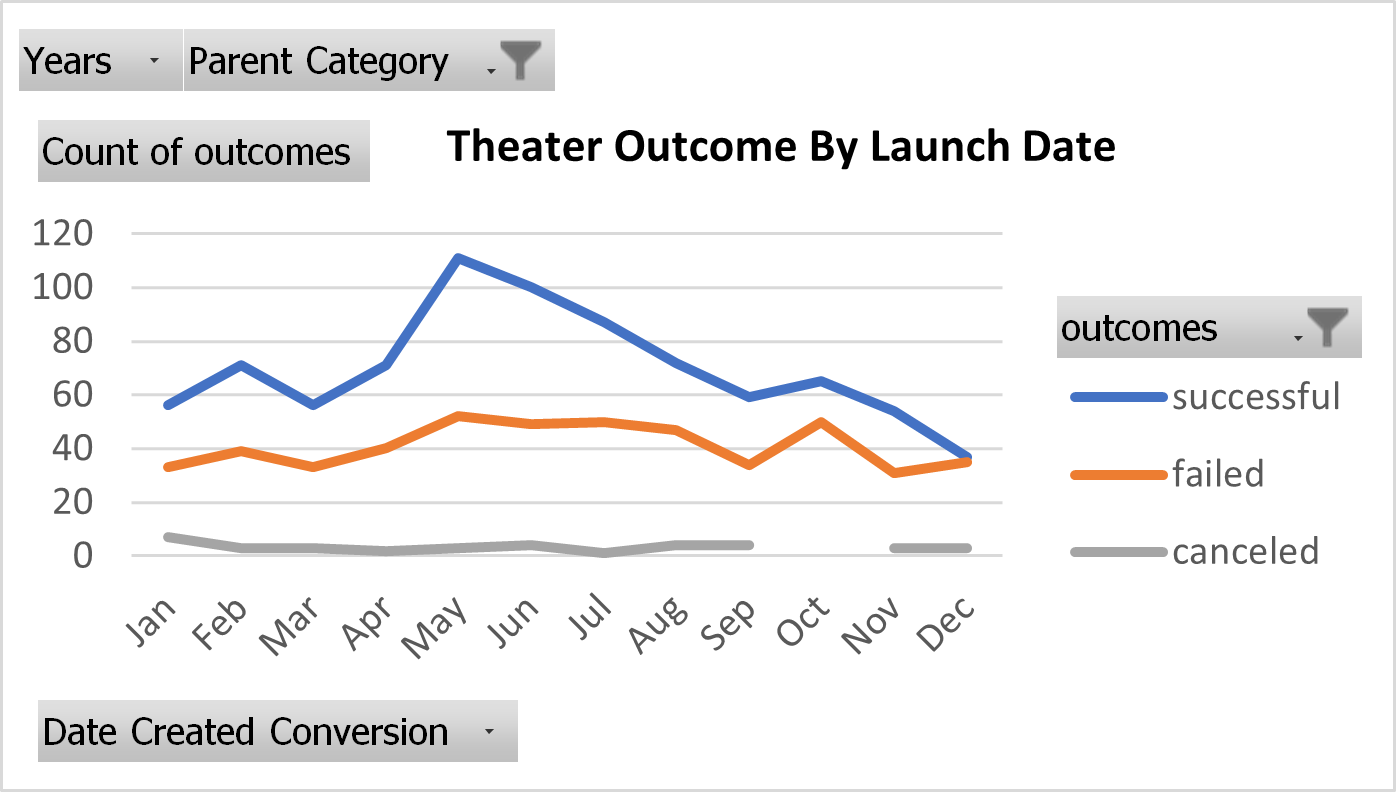 Years Parent Category
Count of outcomes
Theater Outcome By Launch Date
120
100
80
60
40
20
0
Jan Feb Mar Apr May Jun Jul Aug Sep Oct Nov Dec
outcomes
successful
failed
canceled
Date Created Conversion